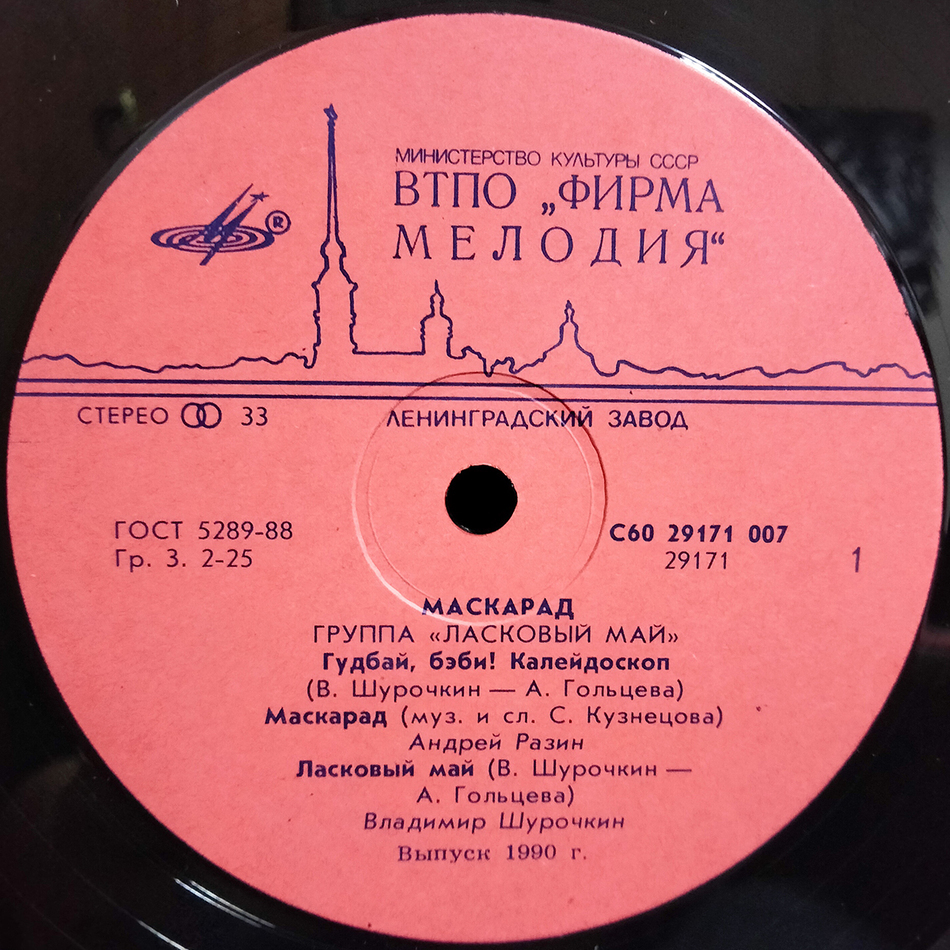 МИНИСТЕРСТВО КУЛЬТУРЫ СССР
ВТПО „ФИРМА
МЕЛОДИЯ“
®
СТЕРЕО 33
ЛЕНИНГРАДСКИЙ ЗАВОД
ГОСТ 5289-88
Гр. 3. 2-25
С60 29171 007
29171
1
МАСКАРАД
ГРУППА «ЛАСКОВЫЙ МАЙ»
Гудбай, бэби! Калейдоскоп
(В. Шурочкин — А. Гольцева)
Маскарад (муз. и сл. С. Кузнецова)
Андрей Разин
Ласковый май (В. Шурочкин —
А. Гольцева)
Владимир Шурочкин
Выпуск 1990 г.